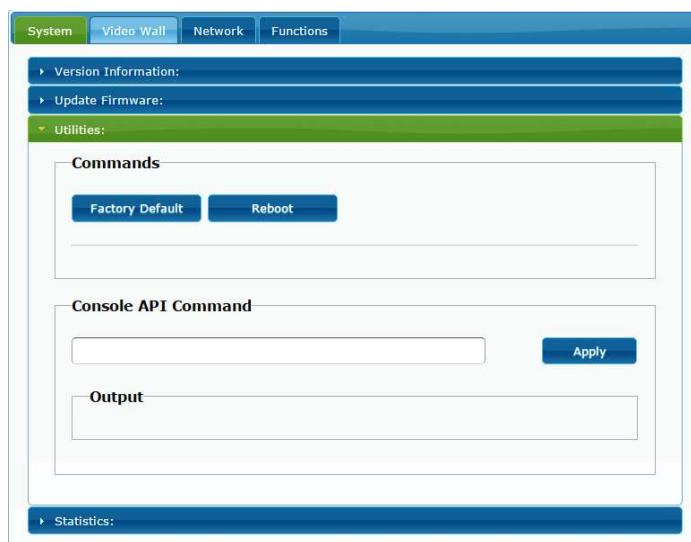 System Video Wall Network Functions
Version Information:
Update Firmware:
Utilities:
Commands
Factory Default Reboot
Console API Command
Apply
Output
Statistics: